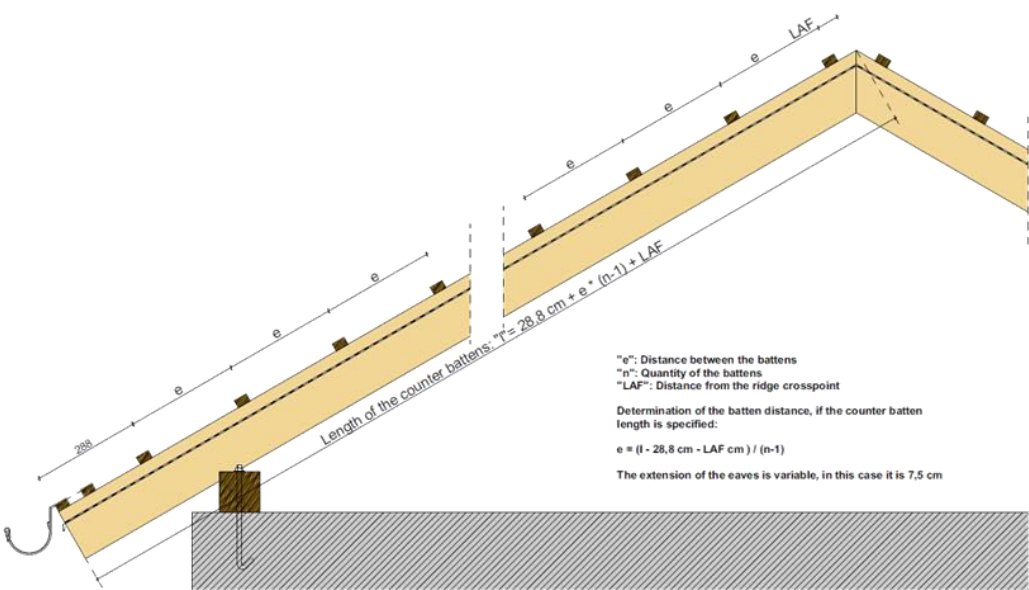 LAF
e
e
e
e
e
e
288
Length of the counter battens: "l"= 28,8 cm + e * (n-1) + LAF
"e": Distance between the battens
"n": Quantity of the battens
"LAF": Distance from the ridge crosspoint
Determination of the batten distance, if the counter batten
length is specified:
e = (l - 28,8 cm - LAF cm ) / (n-1)
The extension of the eaves is variable, in this case it is 7,5 cm